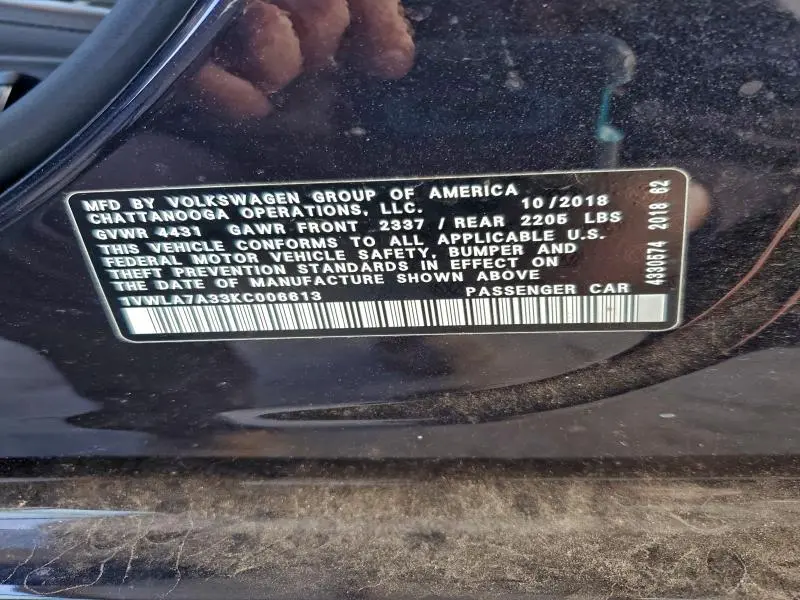 MFD BY VOLKSWAGEN GROUP OF AMERICA 10/2018
CHATTANOOGA OPERATIONS, LLC.
GVWR 4431 GAWR FRONT 2337 / REAR 2205 LBS
THIS VEHICLE CONFORMS TO ALL APPLICABLE U.S.
FEDERAL MOTOR VEHICLE SAFETY, BUMPER AND
THEFT PREVENTION STANDARDS IN EFFECT ON
THE DATE OF MANUFACTURE SHOWN ABOVE
1VWLA7A33KC006613 PASSENGER CAR
4330574 2018 62